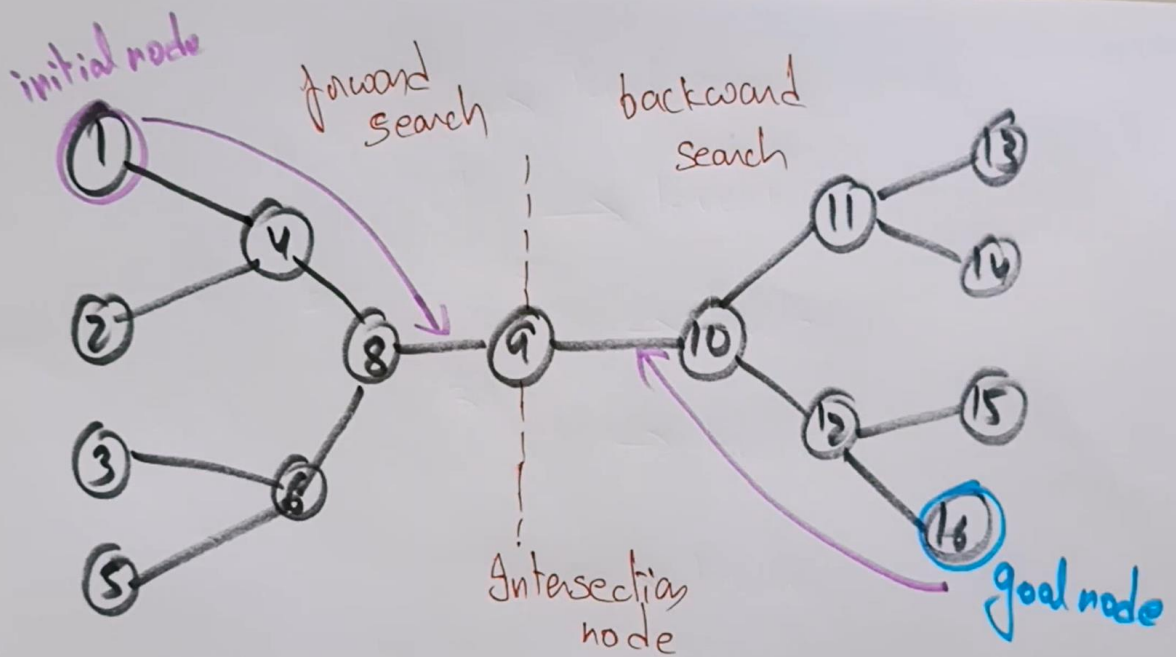 initial node
forward
search
backward
search
1
4
2
8
9
10
11
13
14
3
6
5
12
15
16
Intersection
node
goal node